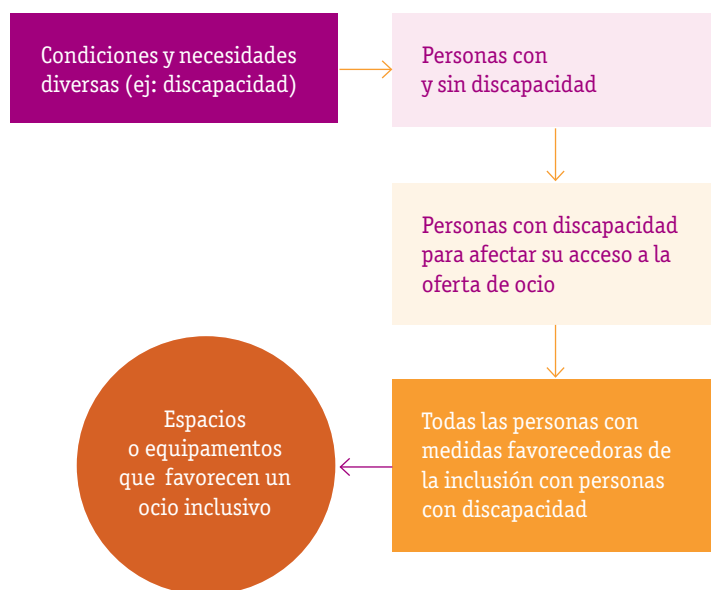 Condiciones y necesidades
diversas (ej: discapacidad)
Personas con
y sin discapacidad
Personas con discapacidad
para afectar su acceso a la
oferta de ocio
Todas las personas con
medidas favorecedoras de
la inclusión con personas
con discapacidad
Espacios
o equipamentos
que favorecen un
ocio inclusivo